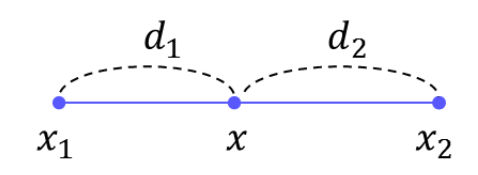 d₁ d₂
x₁ x x₂